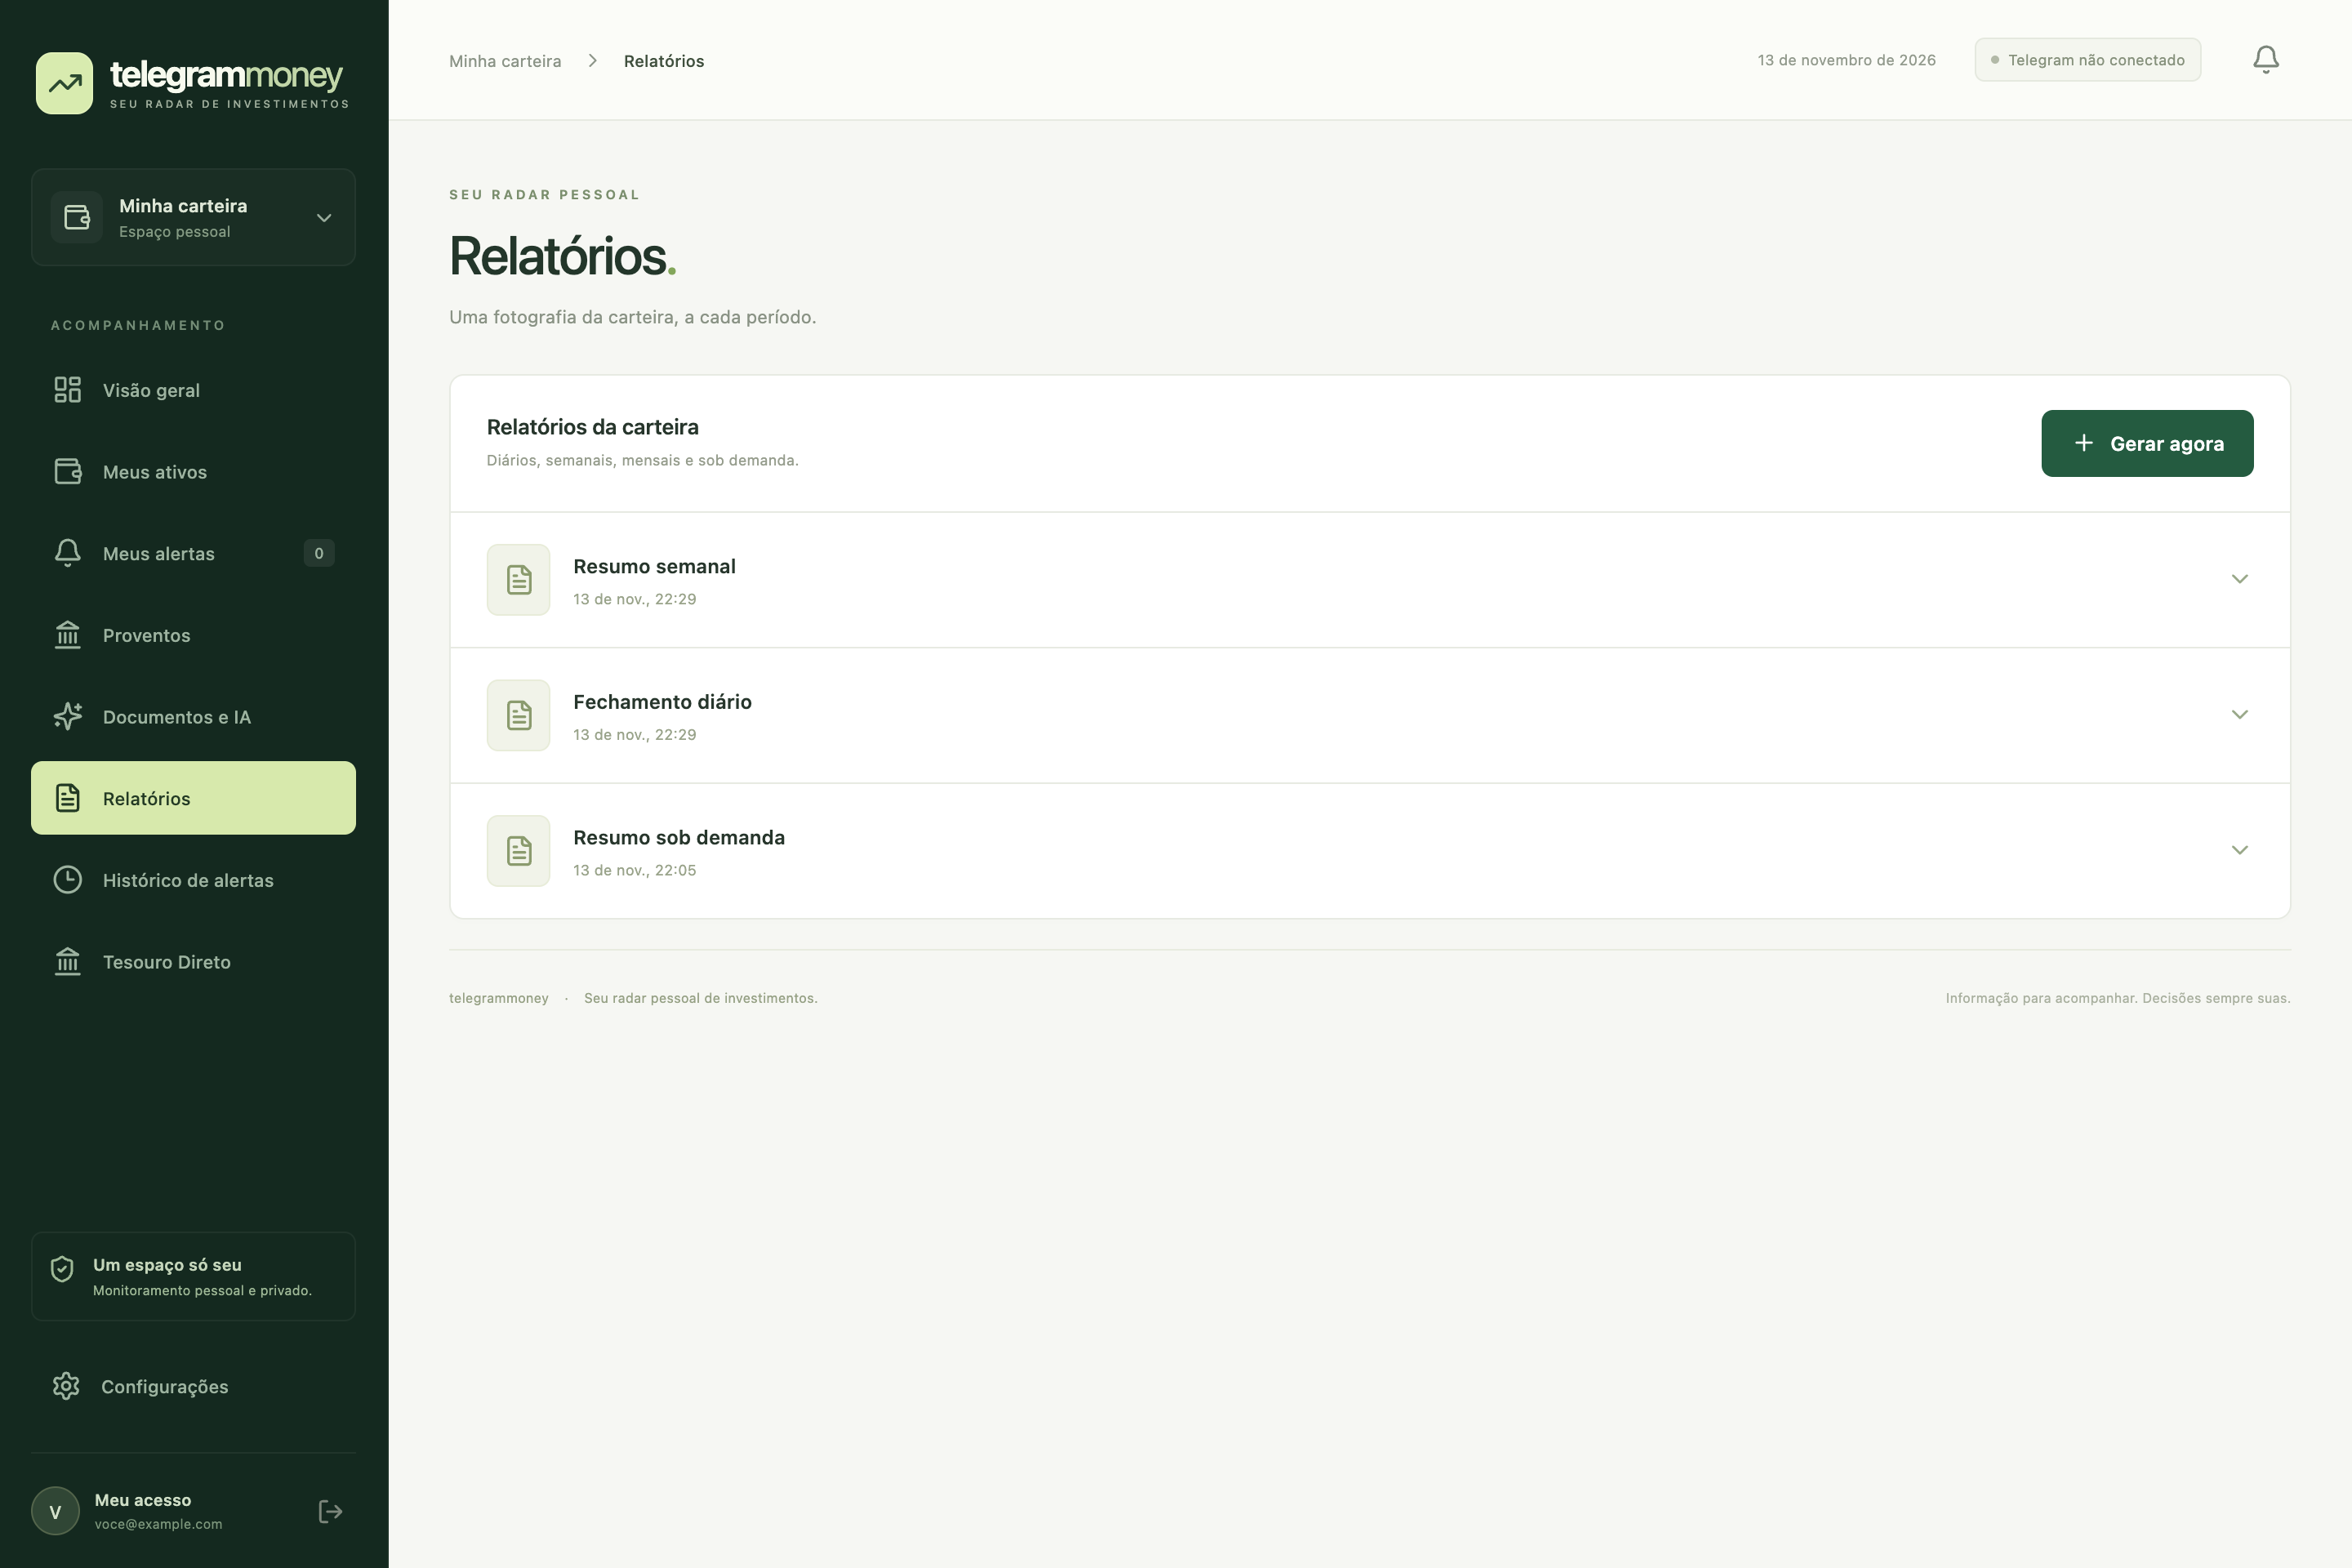 telegrammoney
SEU RADAR DE INVESTIMENTOS
Minha carteira
Espaço pessoal
ACOMPANHAMENTO
Visão geral
Meus ativos
Meus alertas 0
Proventos
Documentos e IA
Relatórios
Histórico de alertas
Tesouro Direto
Um espaço só seu
Monitoramento pessoal e privado.
Configurações
V
Meu acesso
voce@example.com
Minha carteira Relatórios
13 de novembro de 2026
Telegram não conectado
SEU RADAR PESSOAL
Relatórios.
Uma fotografia da carteira, a cada período.
Relatórios da carteira
Diários, semanais, mensais e sob demanda.
Gerar agora
Resumo semanal
13 de nov., 22:29
Fechamento diário
13 de nov., 22:29
Resumo sob demanda
13 de nov., 22:05
telegrammoney · Seu radar pessoal de investimentos.
Informação para acompanhar. Decisões sempre suas.